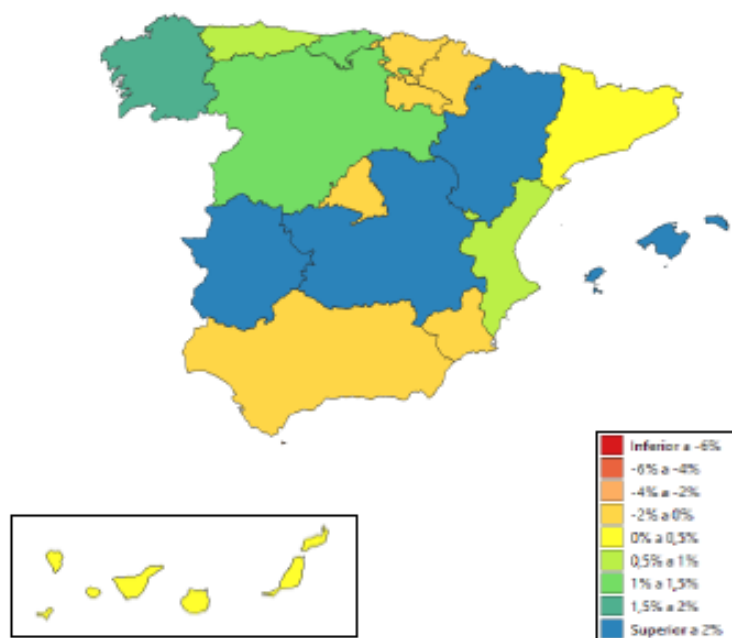 Inferior a -6%
-6% a -4%
-4% a -2%
-2% a 0%
0% a 0,5%
0,5% a 1%
1% a 1,5%
1,5% a 2%
Superior a 2%